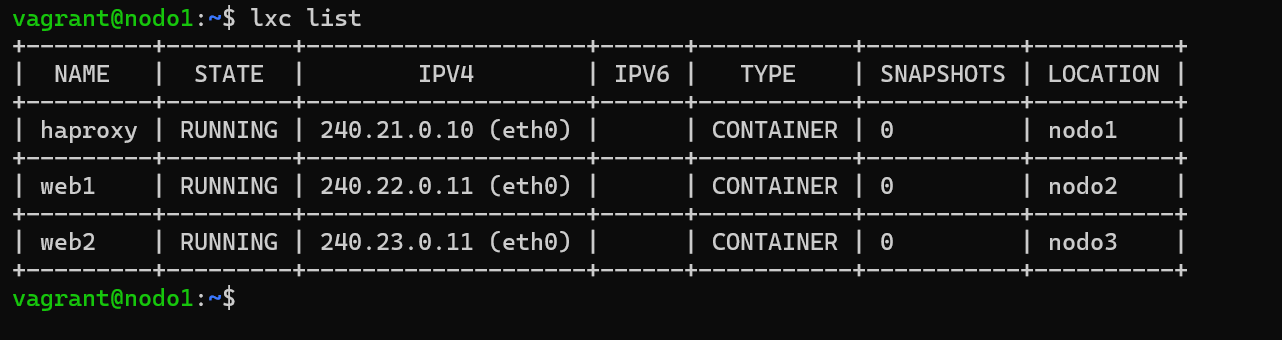 vagrant@nodo1:~$ lxc list
+---------+---------+--------------------+------+-----------+-----------+----------+
|  NAME   |  STATE  |        IPV4        | IPV6 |   TYPE    | SNAPSHOTS | LOCATION |
+---------+---------+--------------------+------+-----------+-----------+----------+
| haproxy | RUNNING | 240.21.0.10 (eth0) |      | CONTAINER | 0         | nodo1    |
+---------+---------+--------------------+------+-----------+-----------+----------+
| web1    | RUNNING | 240.22.0.11 (eth0) |      | CONTAINER | 0         | nodo2    |
+---------+---------+--------------------+------+-----------+-----------+----------+
| web2    | RUNNING | 240.23.0.11 (eth0) |      | CONTAINER | 0         | nodo3    |
+---------+---------+--------------------+------+-----------+-----------+----------+
vagrant@nodo1:~$